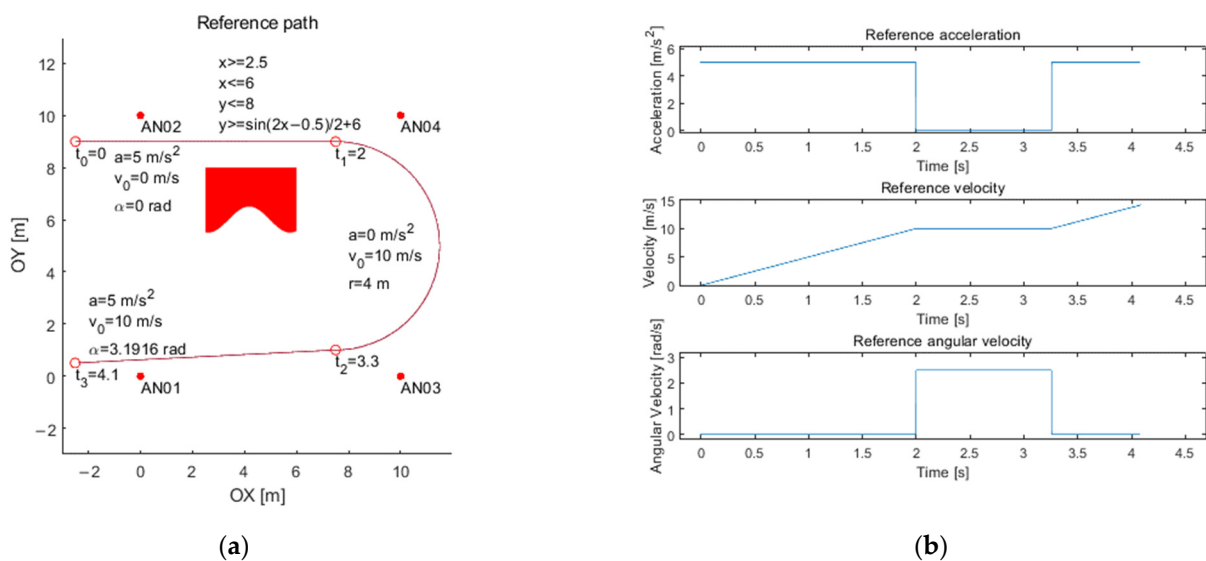 Reference path
x>=2.5
x<=6
y<=8
y>=sin(2x−0.5)/2+6
AN02
AN04
t₀=0
a=5 m/s²
v₀=0 m/s
α=0 rad
t₁=2
a=0 m/s²
v₀=10 m/s
r=4 m
a=5 m/s²
v₀=10 m/s
α=3.1916 rad
t₂=3.3
t₃=4.1
AN01
AN03
12
10
8
6
4
2
0
−2
OY [m]
−2 0 2 4 6 8 10
OX [m]
(a)
Reference acceleration
Acceleration [m/s²]
6
4
2
0
0 0.5 1 1.5 2 2.5 3 3.5 4 4.5
Time [s]
Reference velocity
Velocity [m/s]
15
10
5
0
0 0.5 1 1.5 2 2.5 3 3.5 4 4.5
Time [s]
Reference angular velocity
Angular Velocity [rad/s]
3
2
1
0
0 0.5 1 1.5 2 2.5 3 3.5 4 4.5
Time [s]
(b)